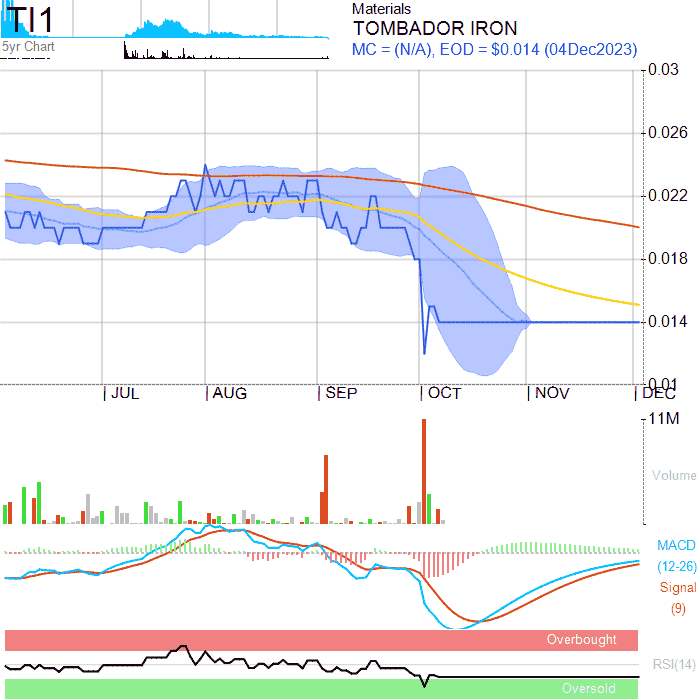 TI1
5yr Chart
Materials
TOMBADOR IRON
MC = (N/A), EOD = $0.014 (04Dec2023)
0.03
0.026
0.022
0.018
0.014
0.01
JUL AUG SEP OCT NOV DEC
11M
Volume
MACD
(12-26)
Signal
(9)
Overbought
RSI(14)
Oversold